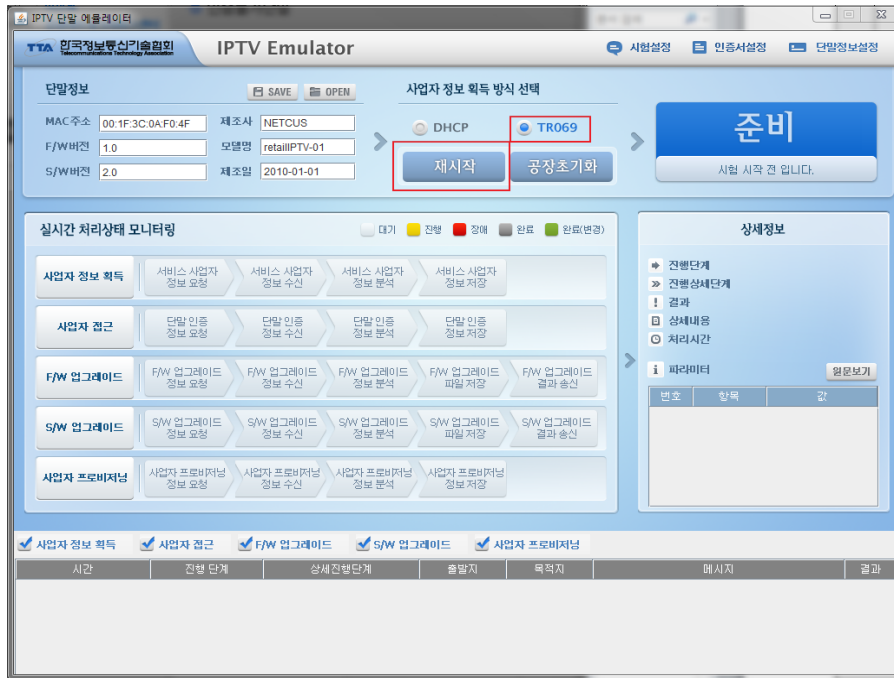 IPTV 단말 에뮬레이터
TTA 한국정보통신기술협회
Telecommunications Technology Association
IPTV Emulator
시험설정 인증서설정 단말정보설정
단말정보
SAVE OPEN
사업자 정보 획득 방식 선택
MAC주소 00:1F:3C:0A:F0:4F 제조사 NETCUS
F/W버전 1.0 모델명 retailIPTV-01
S/W버전 2.0 제조일 2010-01-01
DHCP TR069
재시작 공장초기화
준비
시험 시작 전 입니다.
실시간 처리상태 모니터링
대기 진행 장애 완료 완료(변경)
사업자 정보 획득
서비스 사업자 서비스 사업자 서비스 사업자 서비스 사업자
정보 요청 정보 수신 정보 분석 정보 저장
사업자 접근
단말 인증 단말 인증 단말 인증 단말 인증
정보 요청 정보 수신 정보 분석 정보 저장
F/W 업그레이드
F/W 업그레이드 F/W 업그레이드 F/W 업그레이드 F/W 업그레이드 F/W 업그레이드
정보 요청 정보 수신 정보 분석 파일 저장 결과 송신
S/W 업그레이드
S/W 업그레이드 S/W 업그레이드 S/W 업그레이드 S/W 업그레이드 S/W 업그레이드
정보 요청 정보 수신 정보 분석 파일 저장 결과 송신
사업자 프로비저닝
사업자 프로비저닝 사업자 프로비저닝 사업자 프로비저닝 사업자 프로비저닝
정보 요청 정보 수신 정보 분석 정보 저장
상세정보
진행단계
진행상세단계
결과
상세내용
처리시간
파라미터 원문보기
번호 항목 값
사업자 정보 획득 사업자 접근 F/W 업그레이드 S/W 업그레이드 사업자 프로비저닝
시간 진행 단계 상세진행단계 출발지 목적지 메시지 결과